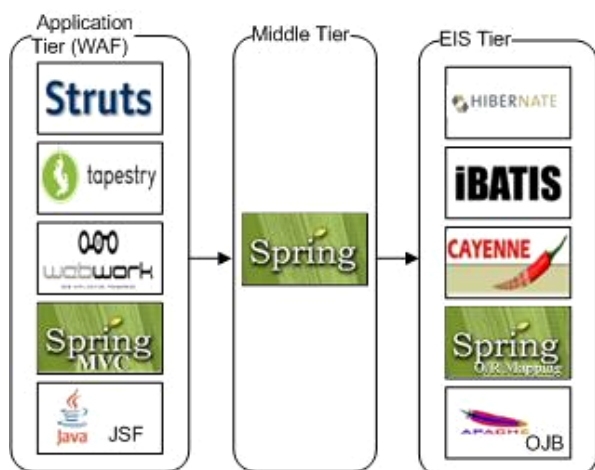 Application
Tier (WAF)
Struts
tapestry
webwork
Spring
MVC
Java JSF
Middle Tier
Spring
EIS Tier
HIBERNATE
iBATIS
CAYENNE
Spring
O/R Mapping
APACHE
OJB